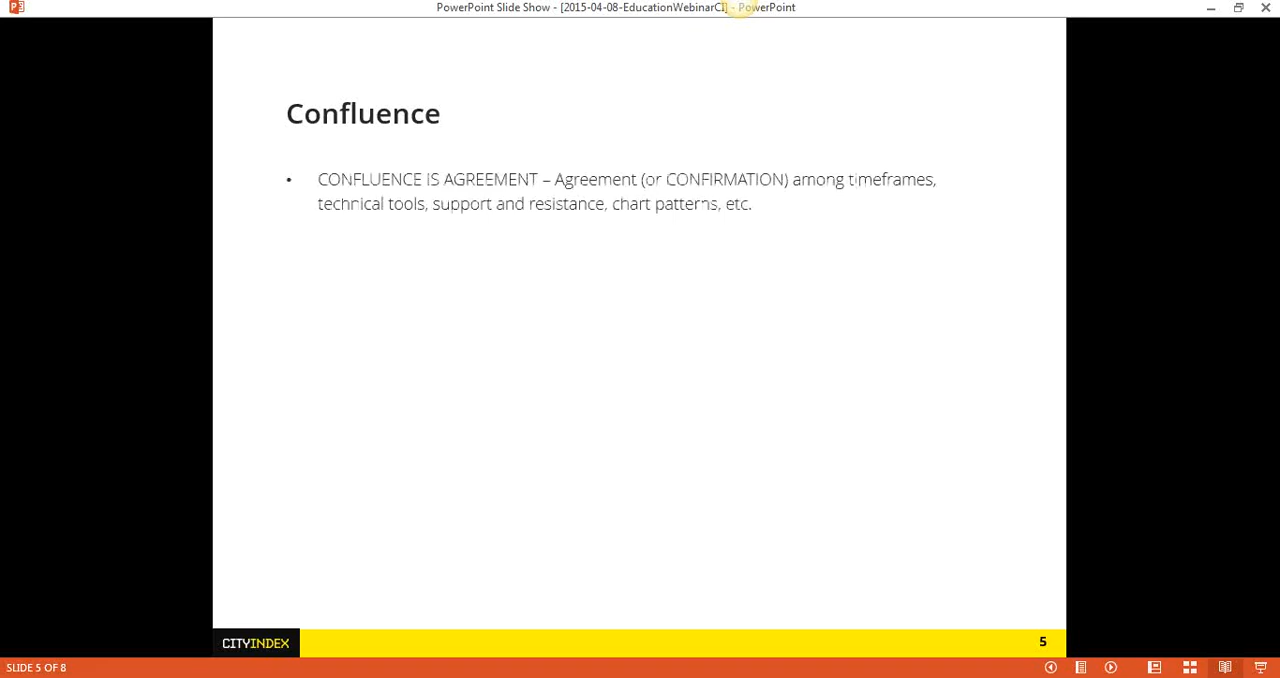 PowerPoint Slide Show - [2015-04-08-EducationWebinarCI] - PowerPoint
Confluence
• CONFLUENCE IS AGREEMENT – Agreement (or CONFIRMATION) among timeframes,
technical tools, support and resistance, chart patterns, etc.
CITYINDEX
5
SLIDE 5 OF 8